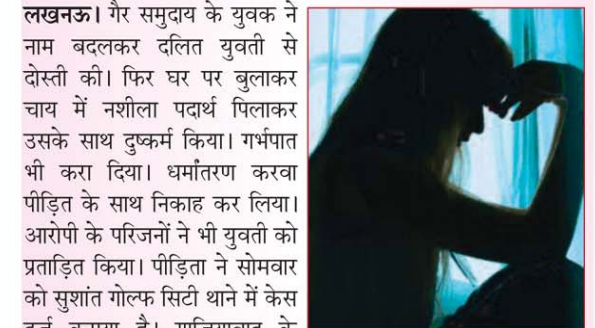 लखनऊ। गैर समुदाय के युवक ने
नाम बदलकर दलित युवती से
दोस्ती की। फिर घर पर बुलाकर
चाय में नशीला पदार्थ पिलाकर
उसके साथ दुष्कर्म किया। गर्भपात
भी करा दिया। धर्मांतरण करवा
पीड़ित के साथ निकाह कर लिया।
आरोपी के परिजनों ने भी युवती को
प्रताड़ित किया। पीड़िता ने सोमवार
को सुशांत गोल्फ सिटी थाने में केस